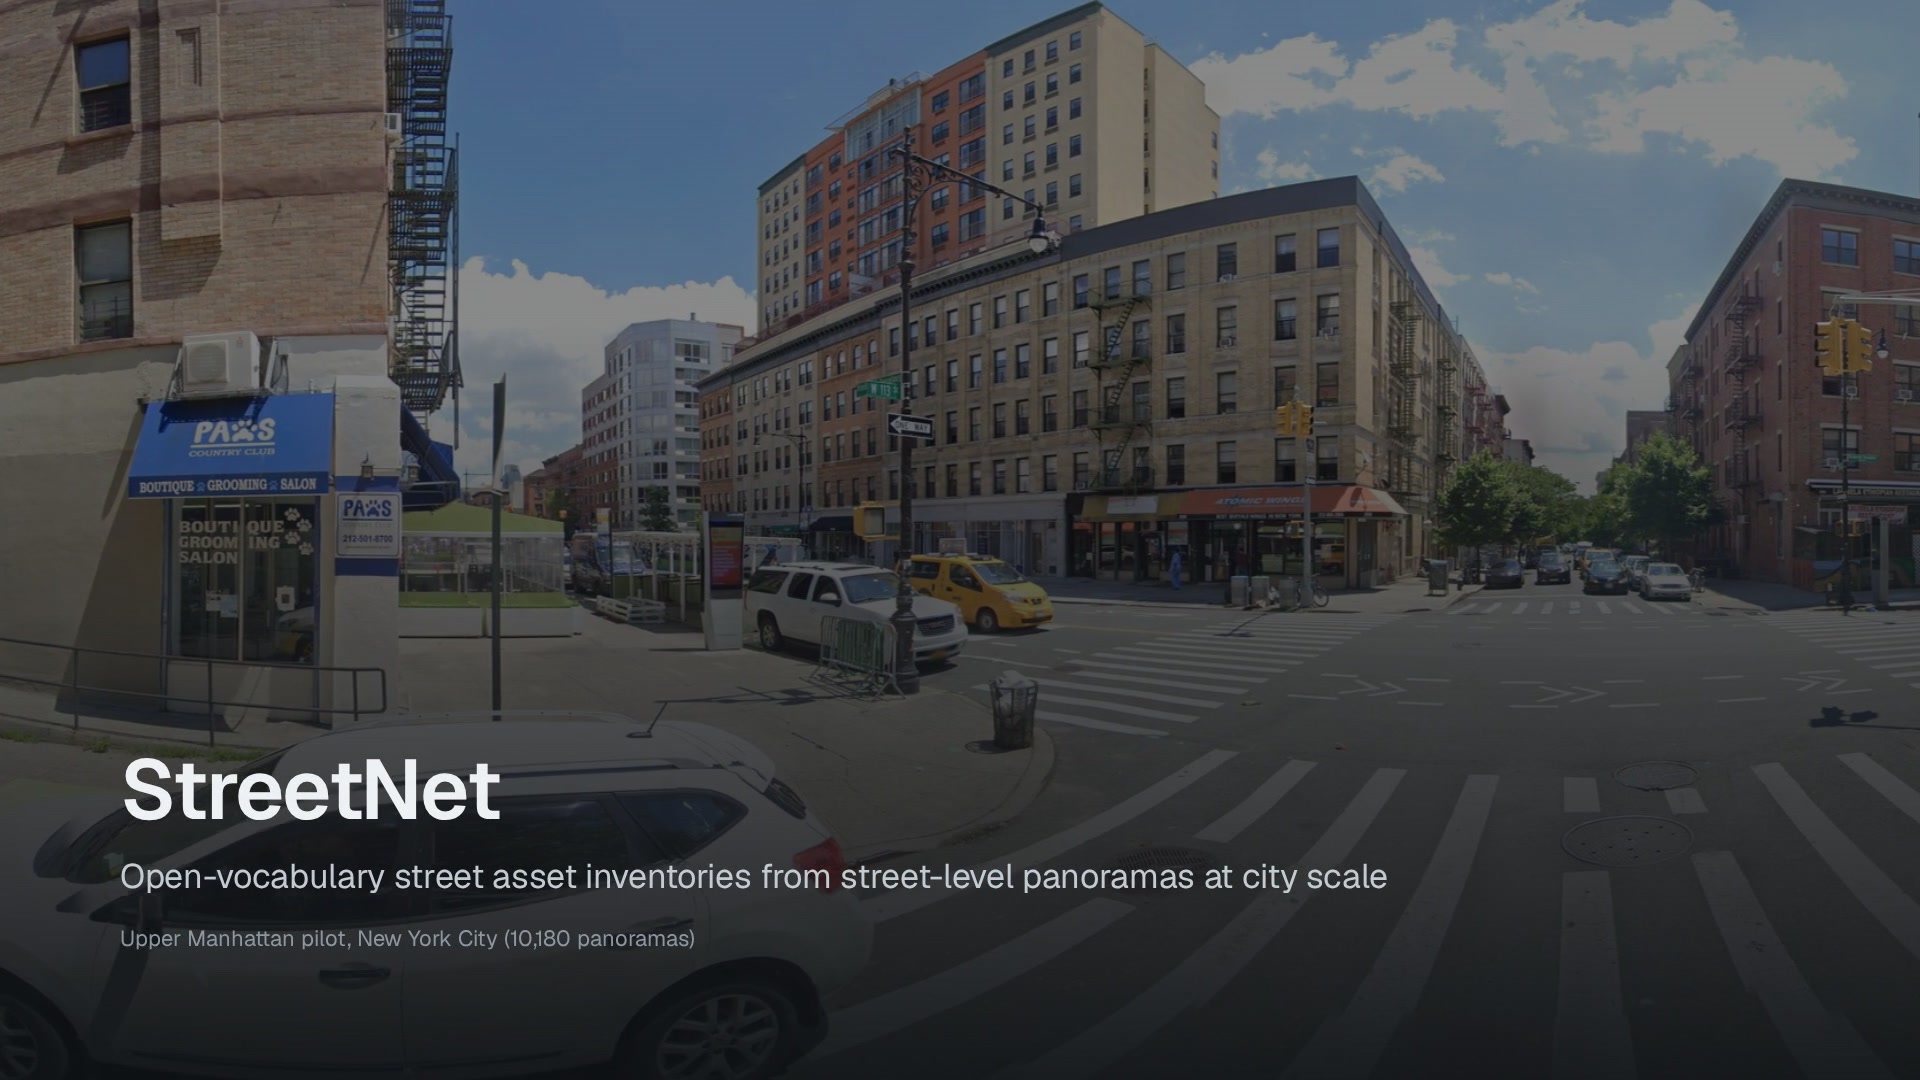 PAWS
COUNTRY CLUB
BOUTIQUE GROOMING SALON
BOUTIQUE
GROOMING
SALON
PAWS
212-501-8700
W 113
ONE WAY
ATOMIC WINGS
StreetNet
Open-vocabulary street asset inventories from street-level panoramas at city scale
Upper Manhattan pilot, New York City (10,180 panoramas)